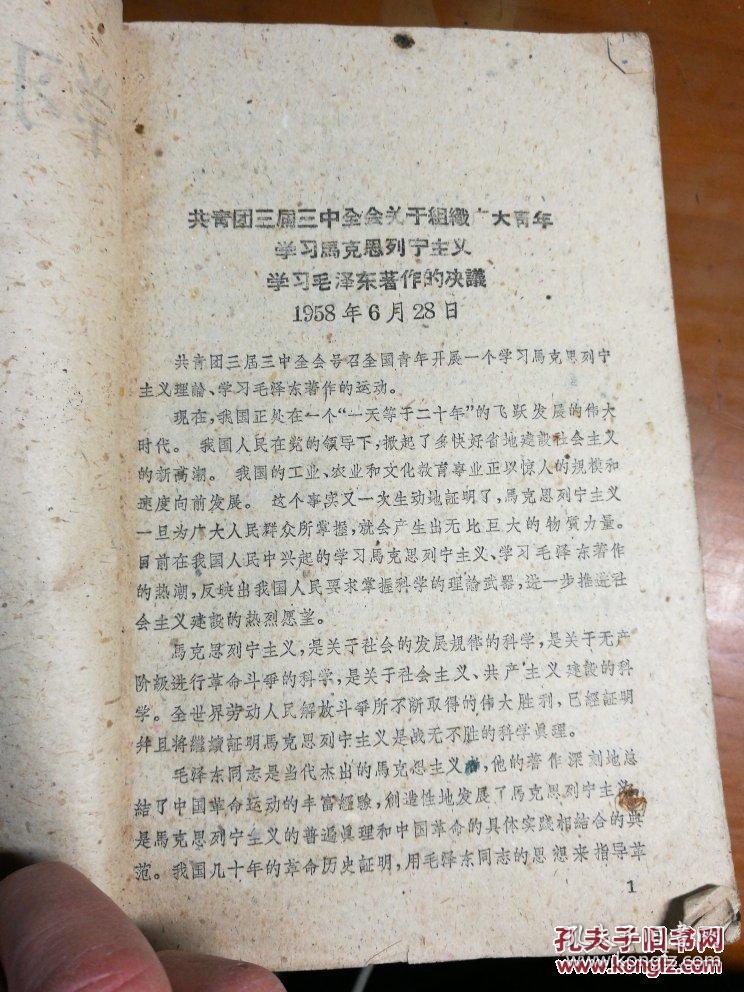 学习
共青团三届三中全会关于組織广大青年
学习馬克思列宁主义
学习毛泽东著作的决議
1958年6月28日
共青团三届三中全会号召全国青年开展一个学习馬克思列宁
主义理論、学习毛泽东著作的运动。
现在，我国正处在一个“一天等于二十年”的飞跃发展的伟大
时代。我国人民在党的领导下，掀起了多快好省地建設社会主义
的新高潮。我国的工业、农业和文化教育事业正以惊人的规模和
速度向前发展。这个事实又一次生动地証明了，馬克思列宁主义
一旦为广大人民群众所掌握，就会产生出无比巨大的物质力量。
目前在我国人民中兴起的学习馬克思列宁主义、学习毛泽东著作
的热潮，反映出我国人民要求掌握科学的理論武器，进一步推进社
会主义建設的热烈愿望。
馬克思列宁主义，是关于社会的发展规律的科学，是关于无产
阶級进行革命斗爭的科学，是关于社会主义、共产主义建設的科
学。全世界劳动人民解放斗爭所不断取得的伟大胜利，已經証明
幷且将繼續証明馬克思列宁主义是战无不胜的科学眞理。
毛泽东同志是当代杰出的馬克思主义者，他的著作深刻地总
結了中国革命运动的丰富經驗，創造性地发展了馬克思列宁主义，
是馬克思列宁主义的普遍眞理和中国革命的具体实践相結合的典
范。我国几十年的革命历史証明，用毛泽东同志的思想来指导革
1
孔夫子旧书网
www.kongfz.com